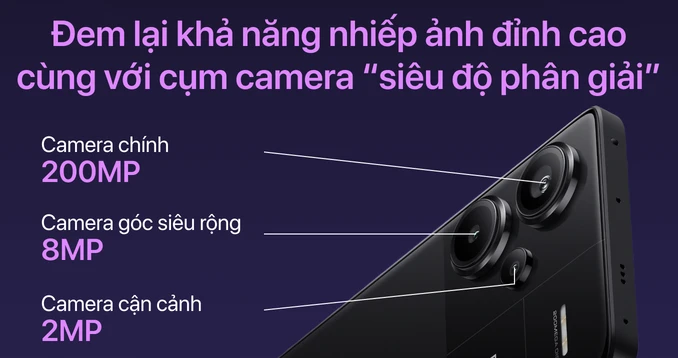 Đem lại khả năng nhiếp ảnh đỉnh cao
cùng với cụm camera “siêu độ phân giải”
Camera chính
200MP
Camera góc siêu rộng
8MP
Camera cận cảnh
2MP